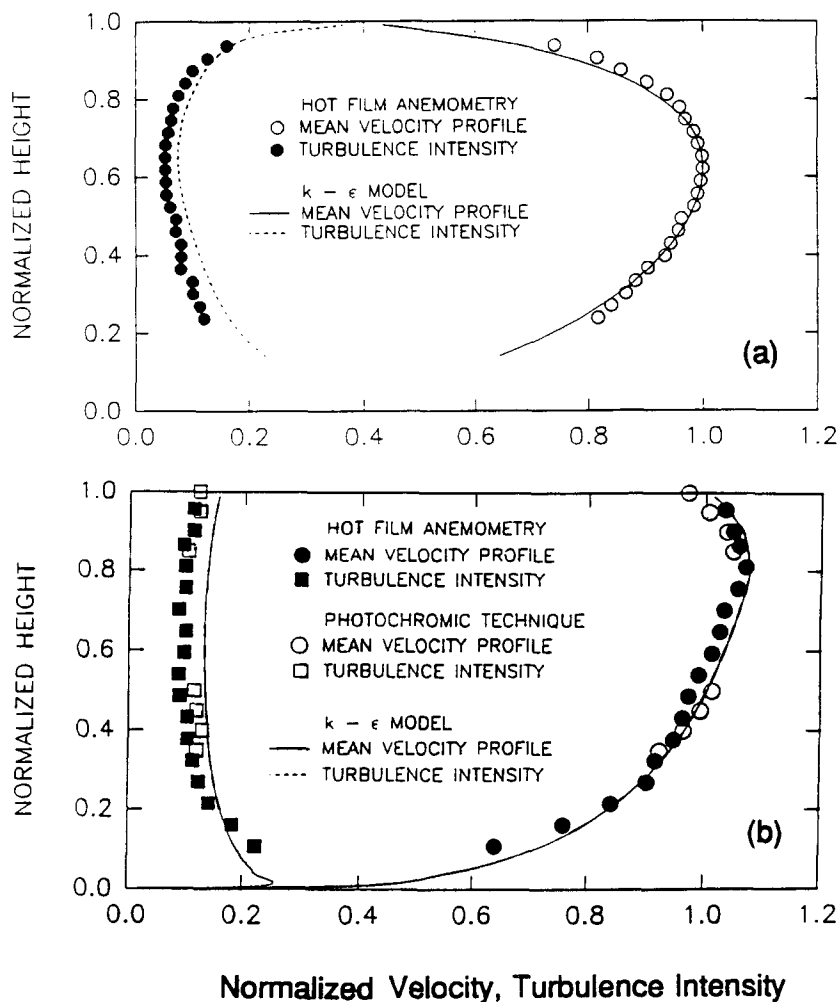 1.0
0.8
0.6
0.4
0.2
0.0
NORMALIZED HEIGHT
HOT FILM ANEMOMETRY
MEAN VELOCITY PROFILE
TURBULENCE INTENSITY
k - ε MODEL
MEAN VELOCITY PROFILE
TURBULENCE INTENSITY
(a)
0.0 0.2 0.4 0.6 0.8 1.0 1.2
1.0
0.8
0.6
0.4
0.2
0.0
NORMALIZED HEIGHT
HOT FILM ANEMOMETRY
MEAN VELOCITY PROFILE
TURBULENCE INTENSITY
PHOTOCHROMIC TECHNIQUE
MEAN VELOCITY PROFILE
TURBULENCE INTENSITY
k - ε MODEL
MEAN VELOCITY PROFILE
TURBULENCE INTENSITY
(b)
0.0 0.2 0.4 0.6 0.8 1.0 1.2
Normalized Velocity, Turbulence Intensity